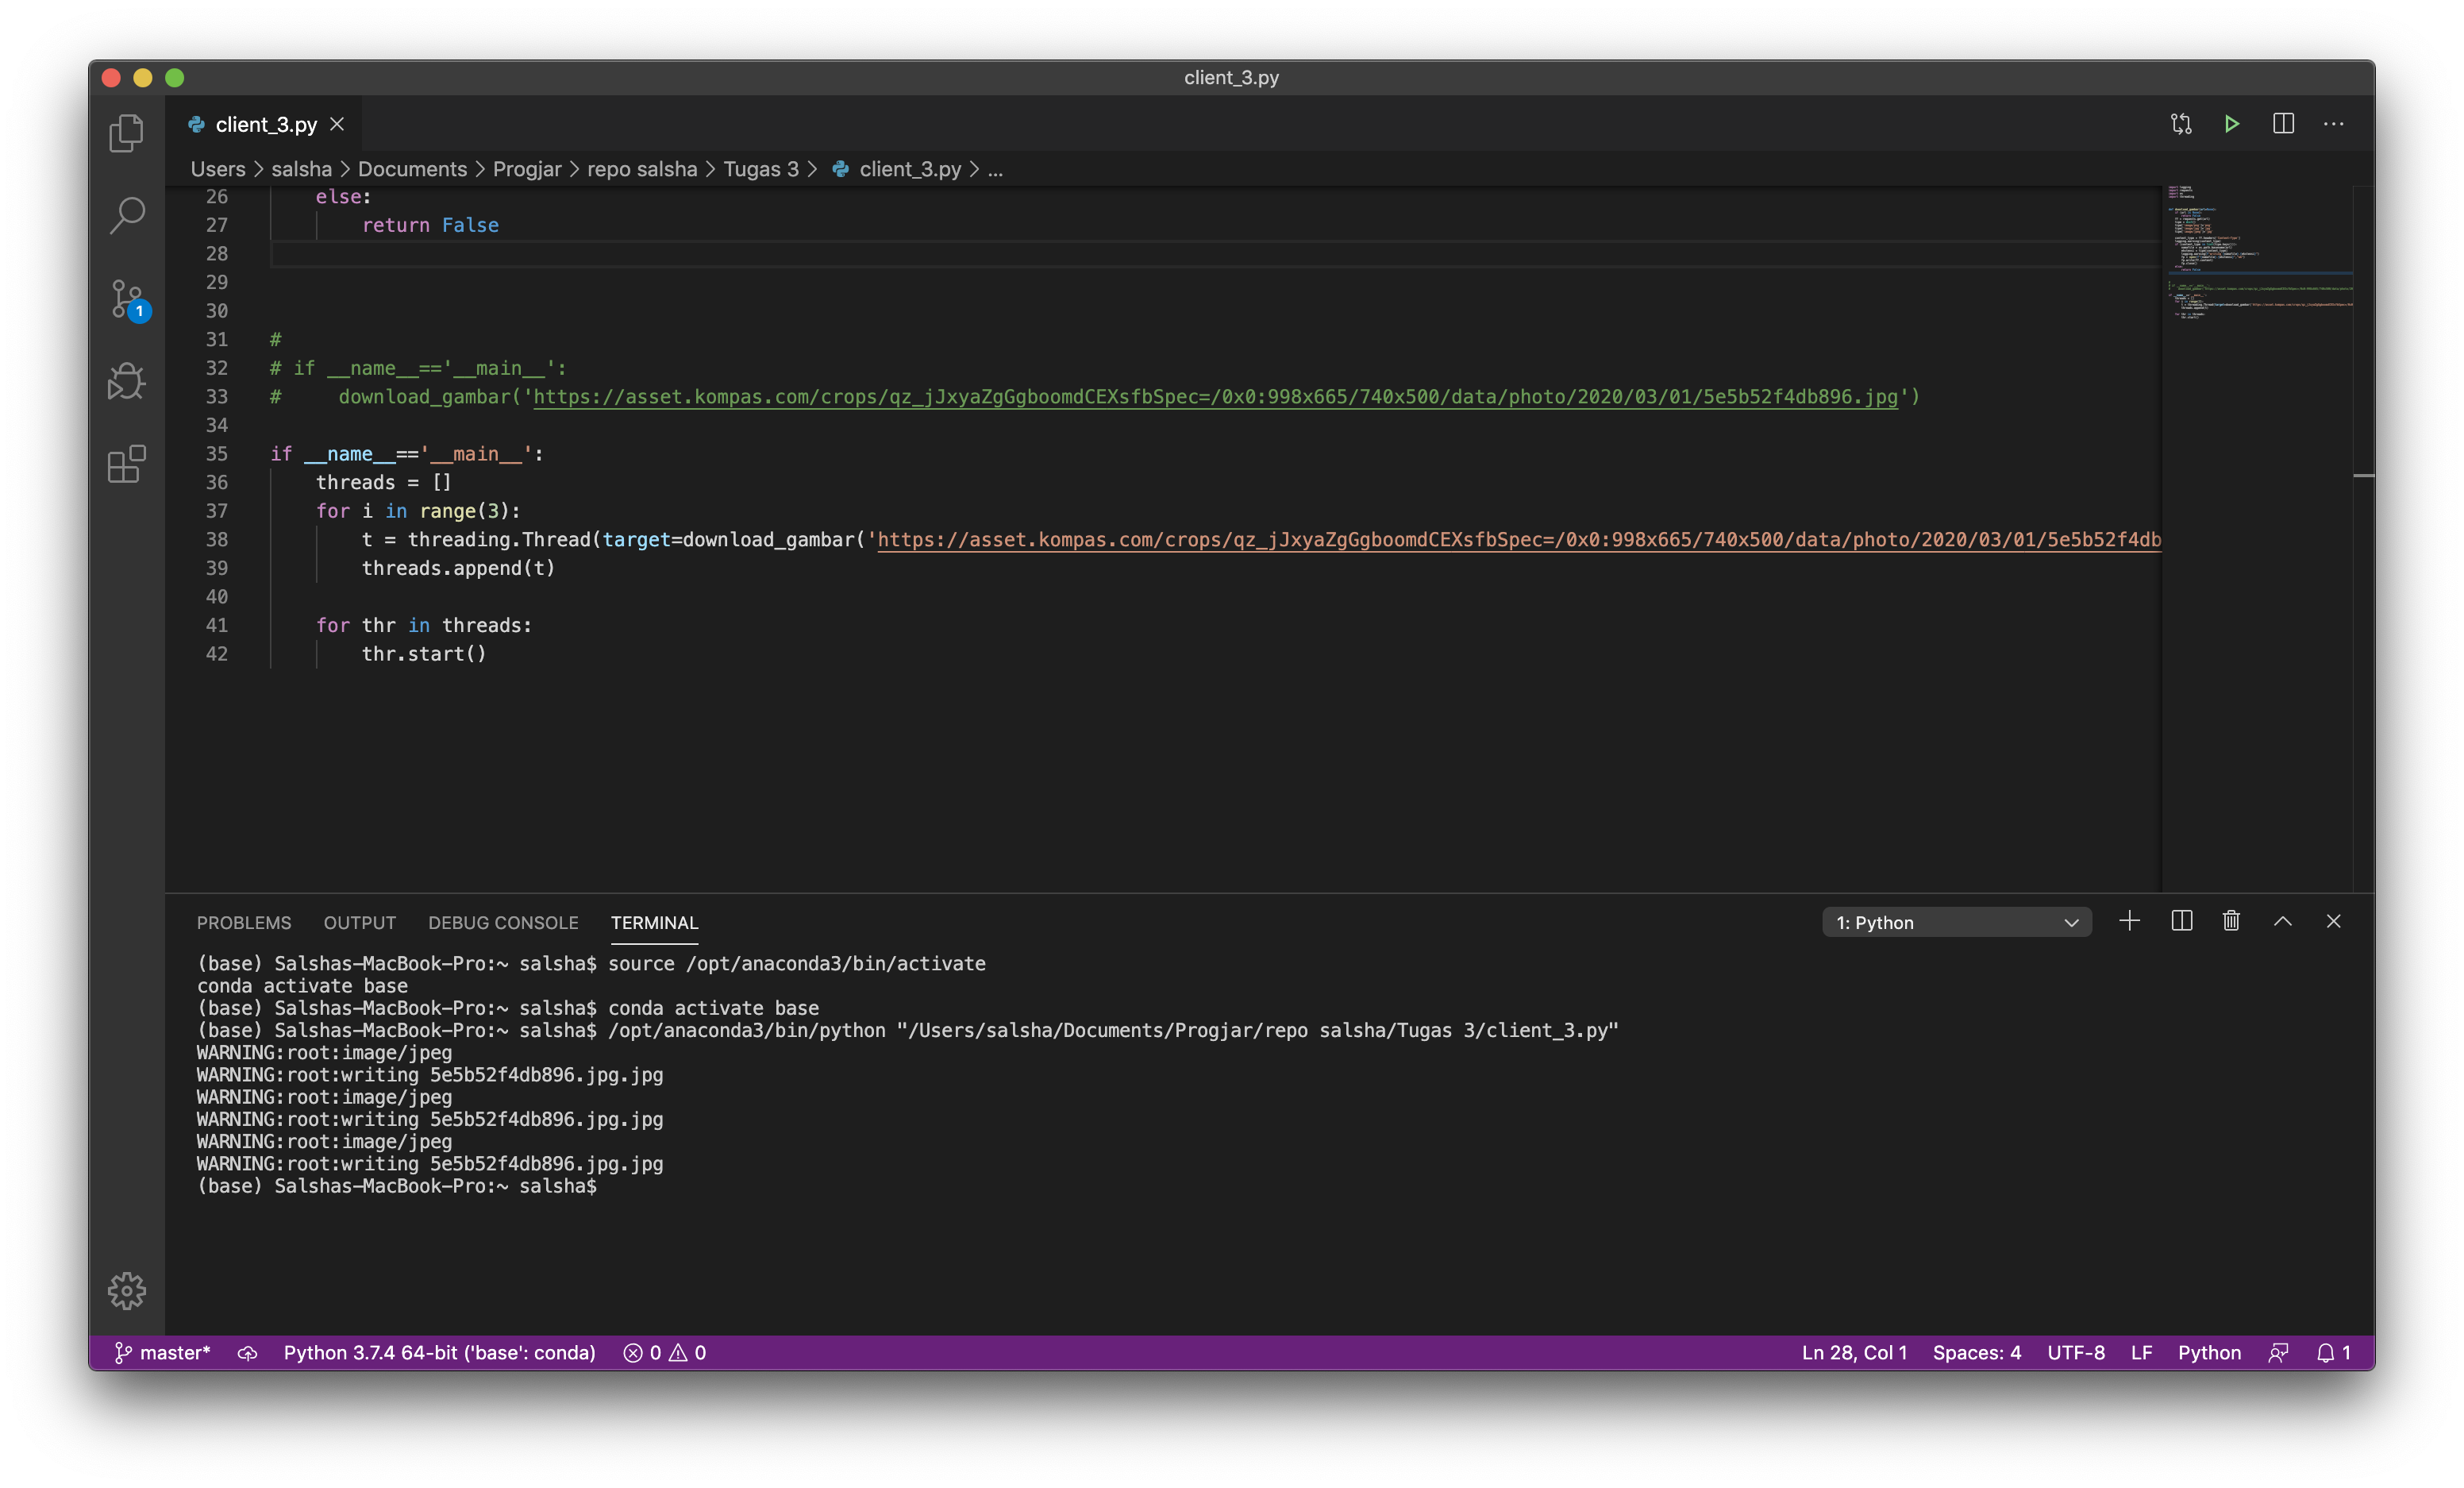 client_3.py
client_3.py
Users > salsha > Documents > Progjar > repo salsha > Tugas 3 > client_3.py > ...
26 else:
27 return False
28
29
30
31 #
32 # if __name__=='__main__':
33 # download_gambar('https://asset.kompas.com/crops/qz_jJxyaZgGgboomdCEXsfbSpec=/0x0:998x665/740x500/data/photo/2020/03/01/5e5b52f4db896.jpg')
34
35 if __name__=='__main__':
36 threads = []
37 for i in range(3):
38 t = threading.Thread(target=download_gambar('https://asset.kompas.com/crops/qz_jJxyaZgGgboomdCEXsfbSpec=/0x0:998x665/740x500/data/photo/2020/03/01/5e5b52f4db
39 threads.append(t)
40
41 for thr in threads:
42 thr.start()
1
PROBLEMS OUTPUT DEBUG CONSOLE TERMINAL 1: Python
(base) Salshas-MacBook-Pro:~ salsha$ source /opt/anaconda3/bin/activate
conda activate base
(base) Salshas-MacBook-Pro:~ salsha$ conda activate base
(base) Salshas-MacBook-Pro:~ salsha$ /opt/anaconda3/bin/python "/Users/salsha/Documents/Progjar/repo salsha/Tugas 3/client_3.py"
WARNING:root:image/jpeg
WARNING:root:writing 5e5b52f4db896.jpg.jpg
WARNING:root:image/jpeg
WARNING:root:writing 5e5b52f4db896.jpg.jpg
WARNING:root:image/jpeg
WARNING:root:writing 5e5b52f4db896.jpg.jpg
(base) Salshas-MacBook-Pro:~ salsha$
master* Python 3.7.4 64-bit ('base': conda) 0 0 Ln 28, Col 1 Spaces: 4 UTF-8 LF Python 1